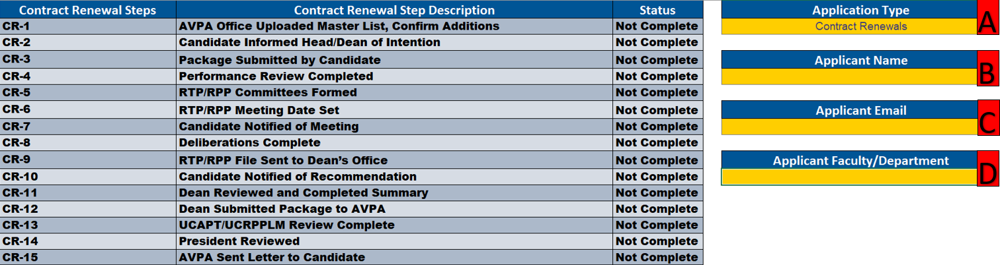 Contract Renewal Steps Contract Renewal Step Description Status
CR-1 AVPA Office Uploaded Master List, Confirm Additions Not Complete
CR-2 Candidate Informed Head/Dean of Intention Not Complete
CR-3 Package Submitted by Candidate Not Complete
CR-4 Performance Review Completed Not Complete
CR-5 RTP/RPP Committees Formed Not Complete
CR-6 RTP/RPP Meeting Date Set Not Complete
CR-7 Candidate Notified of Meeting Not Complete
CR-8 Deliberations Complete Not Complete
CR-9 RTP/RPP File Sent to Dean’s Office Not Complete
CR-10 Candidate Notified of Recommendation Not Complete
CR-11 Dean Reviewed and Completed Summary Not Complete
CR-12 Dean Submitted Package to AVPA Not Complete
CR-13 UCAPT/UCRPPLM Review Complete Not Complete
CR-14 President Reviewed Not Complete
CR-15 AVPA Sent Letter to Candidate Not Complete
Application Type
Contract Renewals
A
Applicant Name
B
Applicant Email
C
Applicant Faculty/Department
D